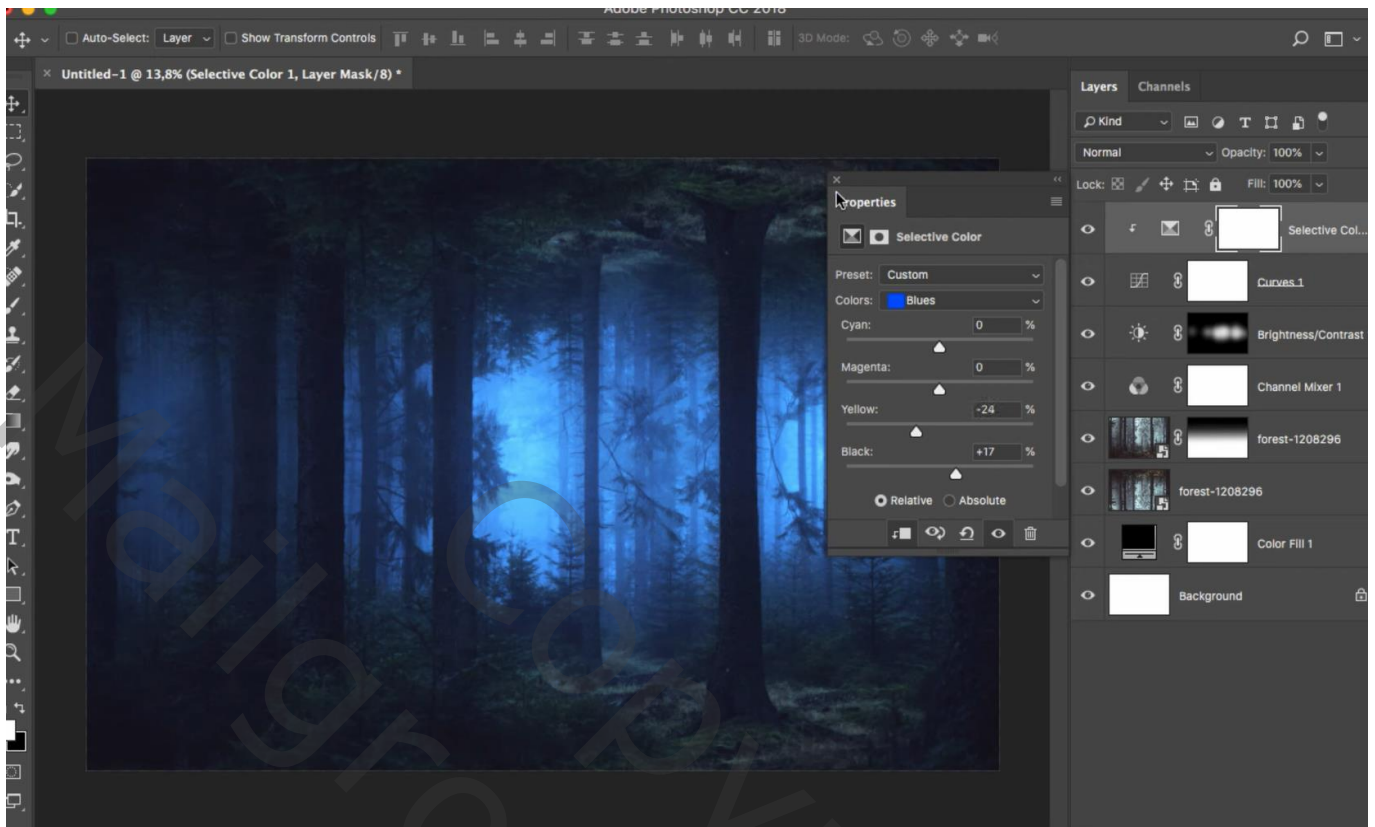 Adobe Photoshop CC 2018
Auto-Select: Layer Show Transform Controls 3D Mode:
× Untitled-1 @ 13,8% (Selective Color 1, Layer Mask/8) *
Layers Channels
Kind
Normal Opacity: 100%
Lock: Fill: 100%
Selective Col...
Curves 1
Brightness/Contrast
Channel Mixer 1
forest-1208296
forest-1208296
Color Fill 1
Background
Properties
Selective Color
Preset: Custom
Colors: Blues
Cyan: 0 %
Magenta: 0 %
Yellow: -24 %
Black: +17 %
Relative Absolute